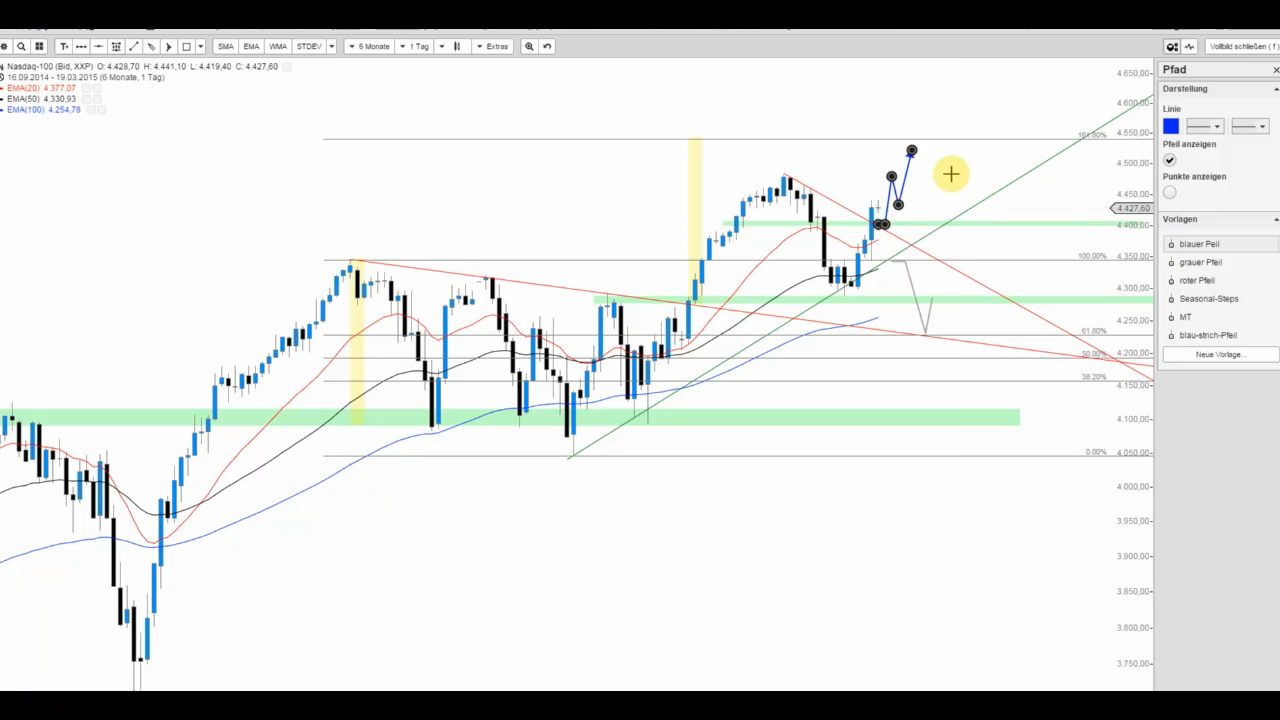 T
SMA EMA WMA STDEV 6 Monate 1 Tag Extras
Vollbild schließen ( f )
Nasdaq-100 (Bid, XXP) O: 4.428,70 H: 4.441,10 L: 4.419,40 C: 4.427,60
16.09.2014 - 19.03.2015 (6 Monate, 1 Tag)
EMA(20) 4.377,07
EMA(50) 4.330,93
EMA(100) 4.254,78
4.650,00
4.600,00
4.550,00
4.500,00
4.450,00
4.427,60
4.400,00
4.350,00
4.300,00
4.250,00
4.200,00
4.150,00
4.100,00
4.050,00
4.000,00
3.950,00
3.900,00
3.850,00
3.800,00
3.750,00
161.80%
100.00%
61.80%
50.00%
38.20%
0.00%
Pfad
Darstellung
Linie
Pfeil anzeigen
Punkte anzeigen
Vorlagen
blauer Peil
grauer Pfeil
roter Pfeil
Seasonal-Steps
MT
blau-strich-Pfeil
Neue Vorlage...